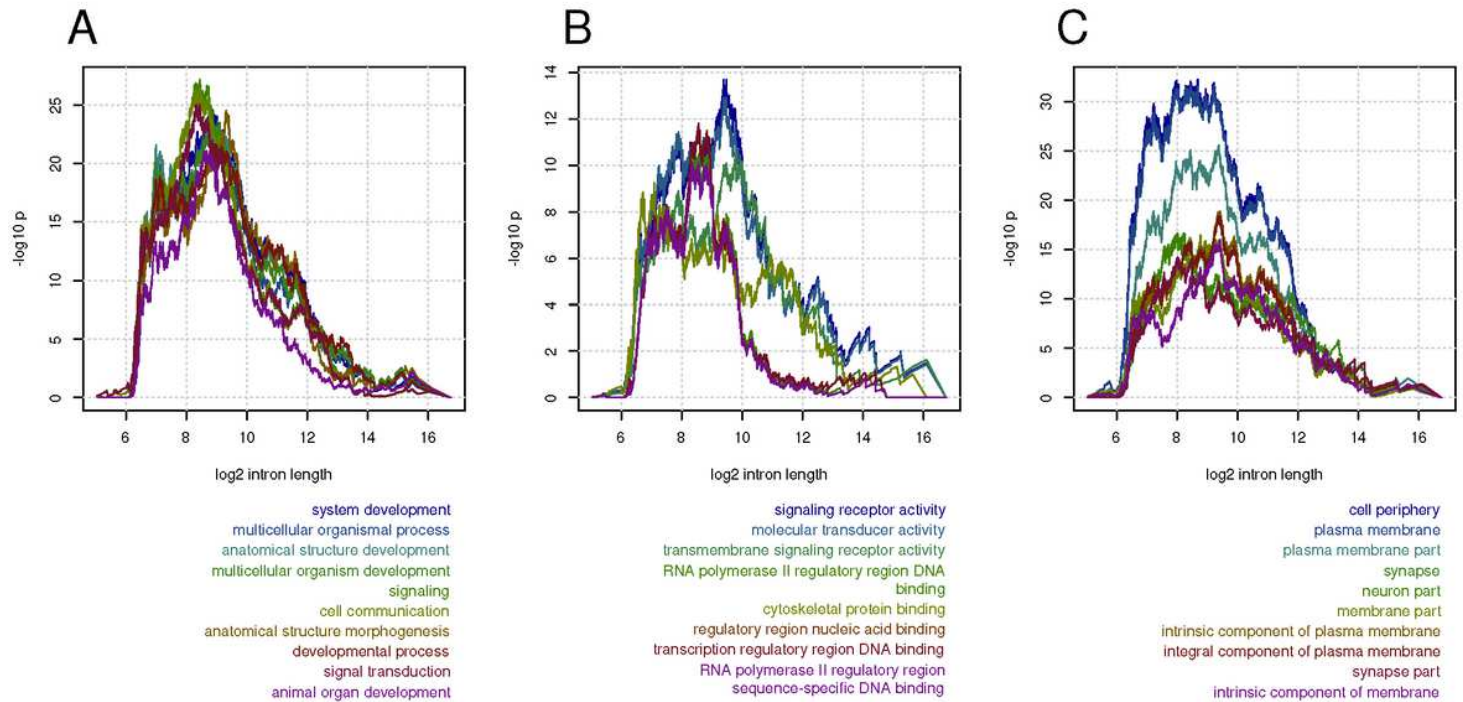 A
B
C
-log10 p
25
20
15
10
5
0
6 8 10 12 14 16
log2 intron length
-log10 p
14
12
10
8
6
4
2
0
6 8 10 12 14 16
log2 intron length
-log10 p
30
25
20
15
10
5
0
6 8 10 12 14 16
log2 intron length
system development
multicellular organismal process
anatomical structure development
multicellular organism development
signaling
cell communication
anatomical structure morphogenesis
developmental process
signal transduction
animal organ development
signaling receptor activity
molecular transducer activity
transmembrane signaling receptor activity
RNA polymerase II regulatory region DNA
binding
cytoskeletal protein binding
regulatory region nucleic acid binding
transcription regulatory region DNA binding
RNA polymerase II regulatory region
sequence-specific DNA binding
cell periphery
plasma membrane
plasma membrane part
synapse
neuron part
membrane part
intrinsic component of plasma membrane
integral component of plasma membrane
synapse part
intrinsic component of membrane